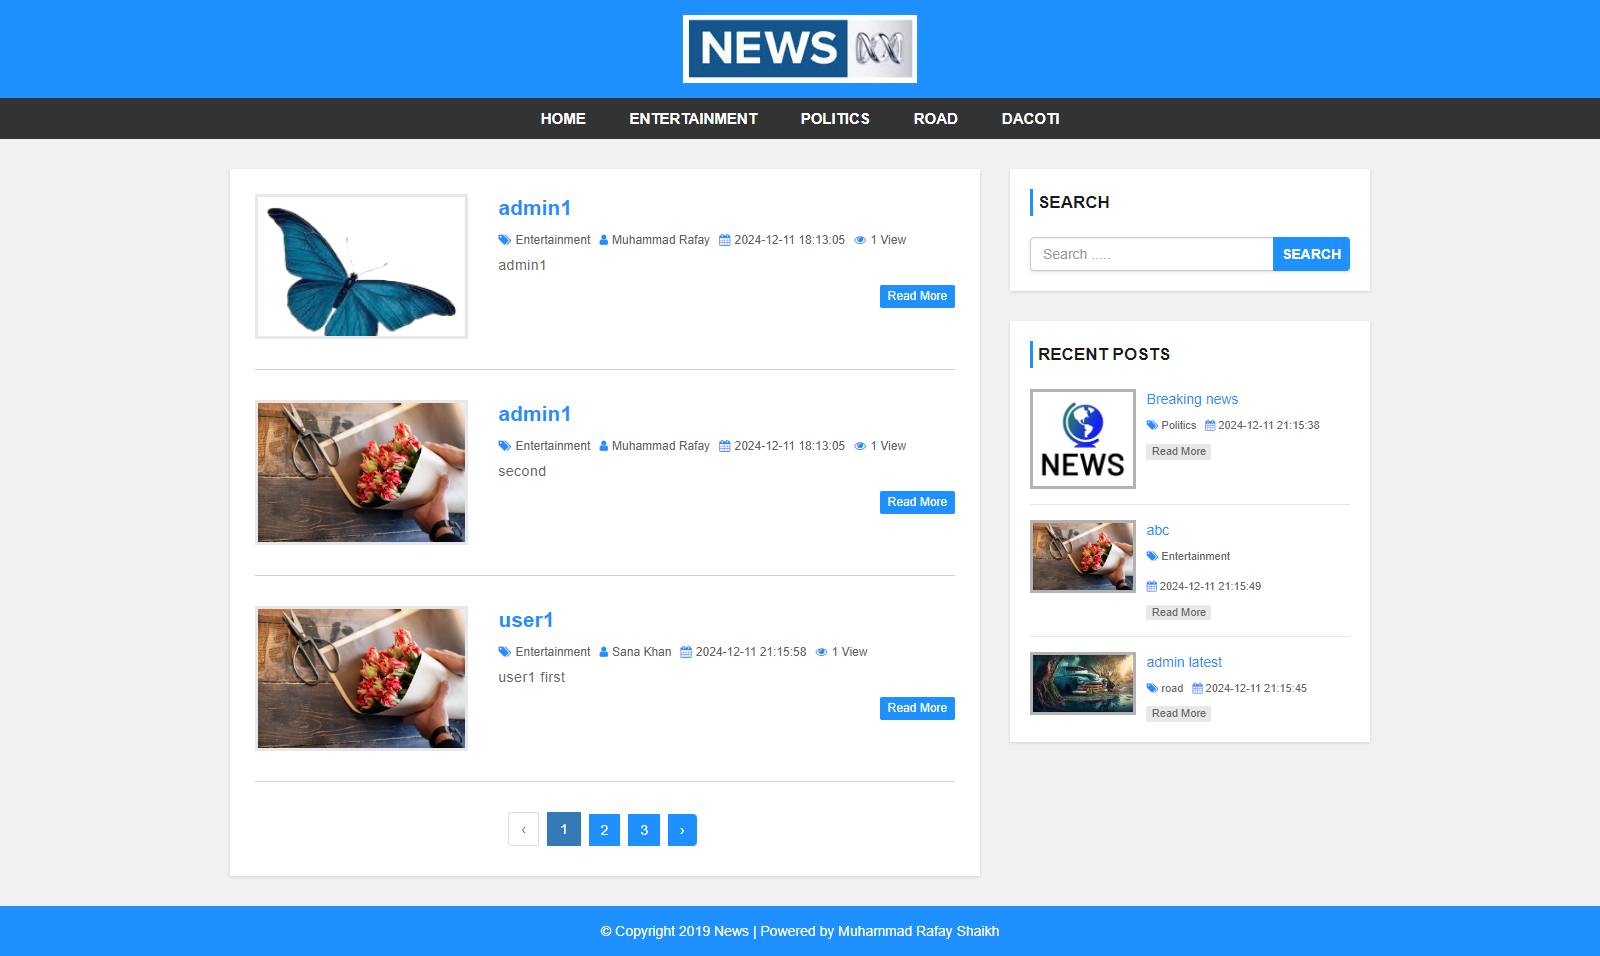 NEWS
HOME ENTERTAINMENT POLITICS ROAD DACOTI
admin1
Entertainment Muhammad Rafay 2024-12-11 18:13:05 1 View
admin1
Read More
admin1
Entertainment Muhammad Rafay 2024-12-11 18:13:05 1 View
second
Read More
user1
Entertainment Sana Khan 2024-12-11 21:15:58 1 View
user1 first
Read More
‹ 1 2 3 ›
SEARCH
Search ..... SEARCH
RECENT POSTS
NEWS
Breaking news
Politics 2024-12-11 21:15:38
Read More
abc
Entertainment
2024-12-11 21:15:49
Read More
admin latest
road 2024-12-11 21:15:45
Read More
© Copyright 2019 News | Powered by Muhammad Rafay Shaikh